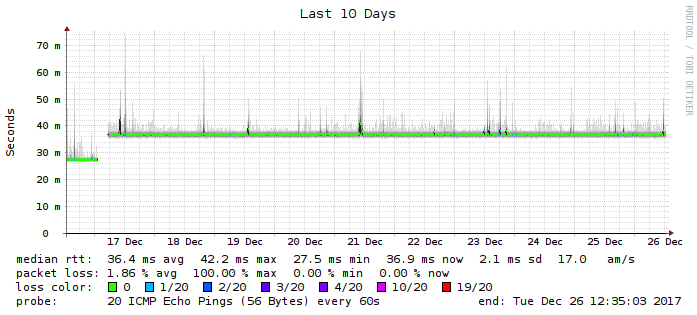 Last 10 Days
RRDTOOL / TOBI OETIKER
Seconds
70 m
60 m
50 m
40 m
30 m
20 m
10 m
0
17 Dec 18 Dec 19 Dec 20 Dec 21 Dec 22 Dec 23 Dec 24 Dec 25 Dec 26 Dec
median rtt: 36.4 ms avg 42.2 ms max 27.5 ms min 36.9 ms now 2.1 ms sd 17.0 am/s
packet loss: 1.86 % avg 100.00 % max 0.00 % min 0.00 % now
loss color: 0 1/20 2/20 3/20 4/20 10/20 19/20
probe: 20 ICMP Echo Pings (56 Bytes) every 60s end: Tue Dec 26 12:35:03 2017